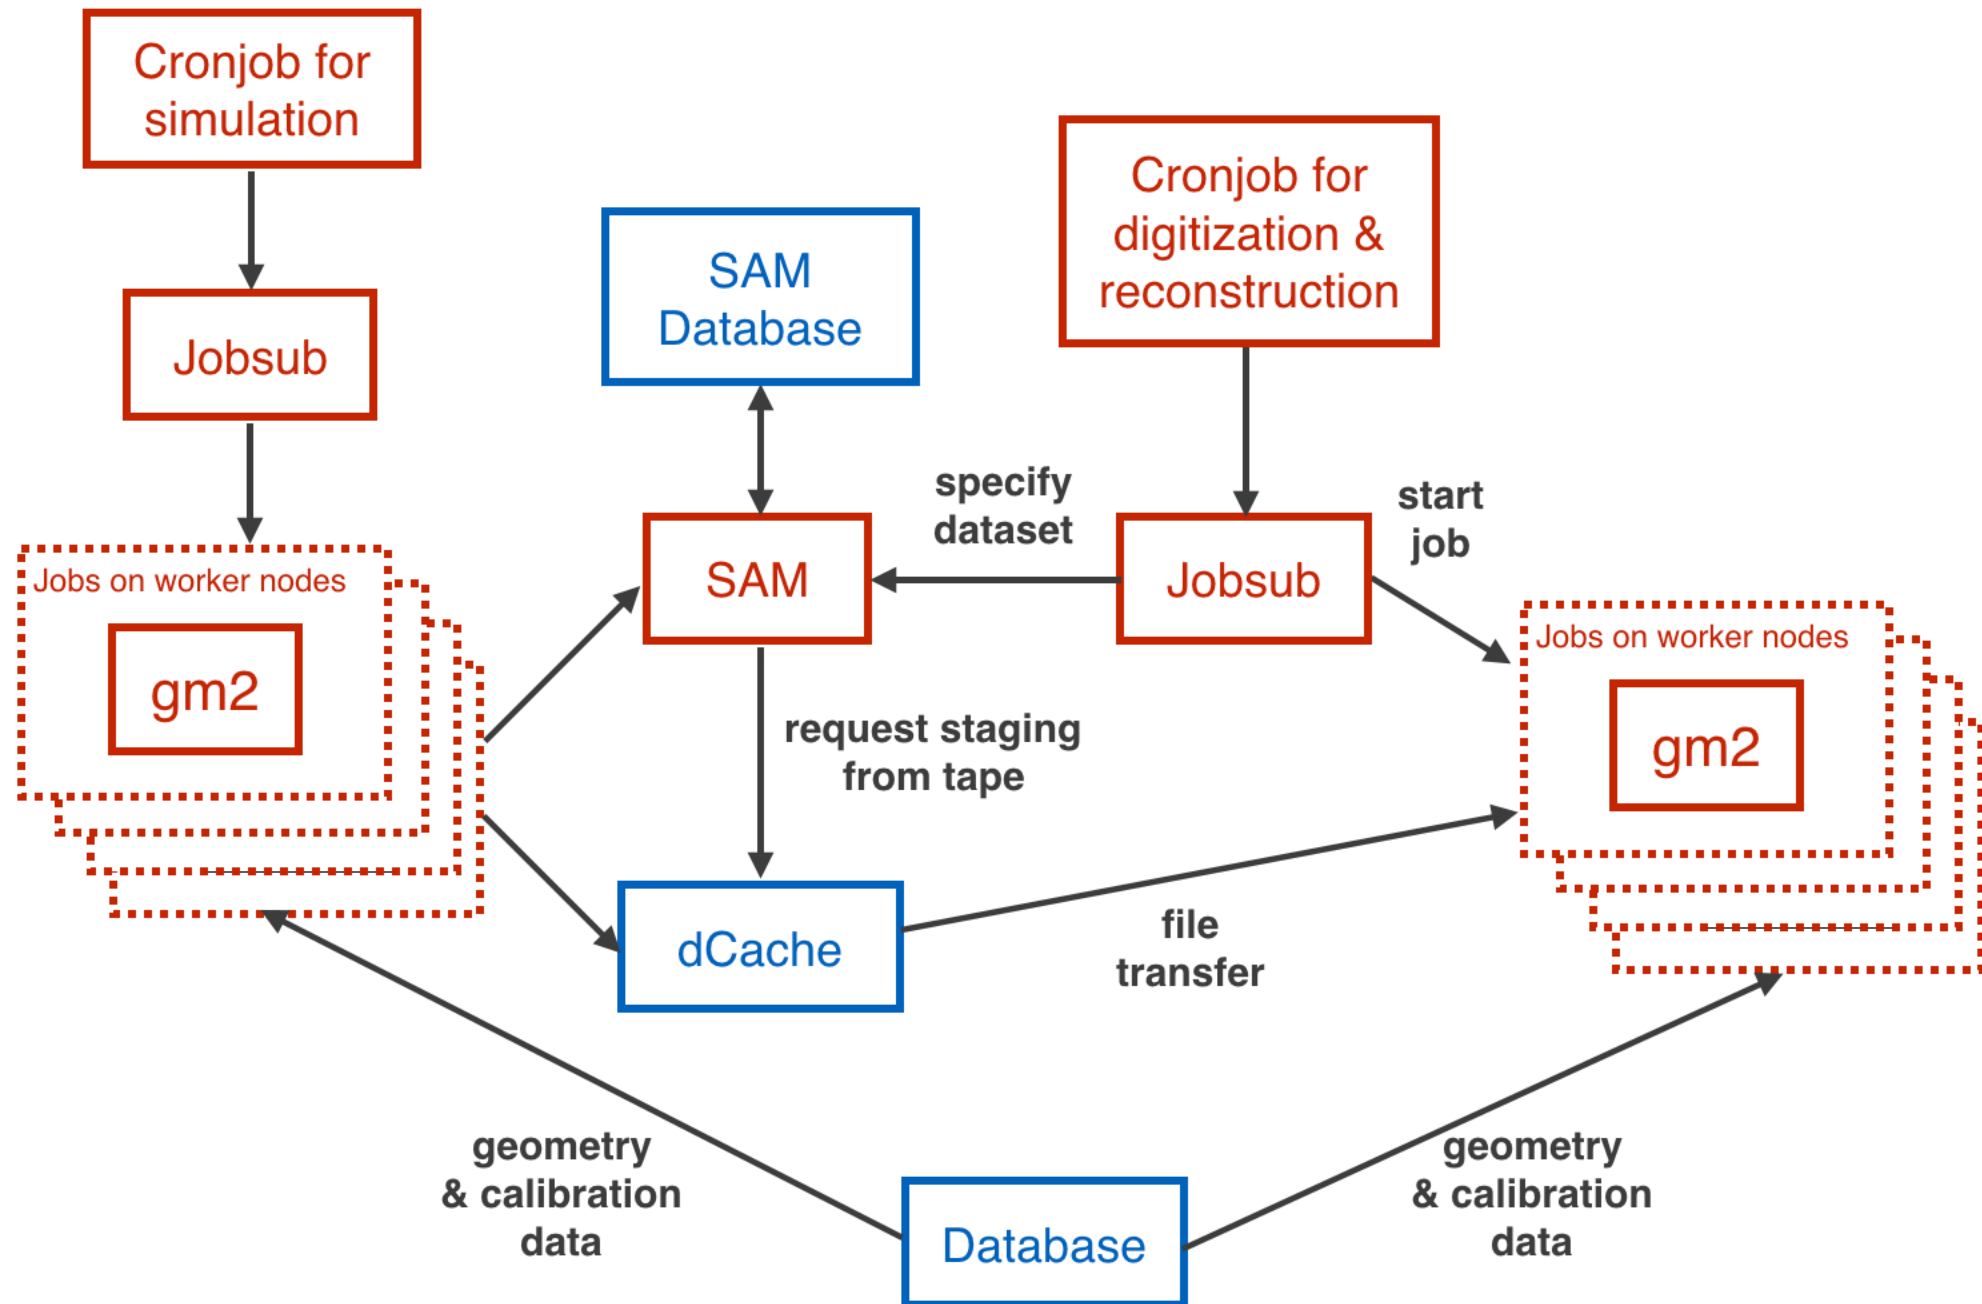 Cronjob for
simulation
Cronjob for
digitization &
reconstruction
SAM
Database
Jobsub
specify
dataset
start
job
Jobs on worker nodes
gm2
SAM
Jobsub
Jobs on worker nodes
gm2
request staging
from tape
dCache
file
transfer
geometry
& calibration
data
geometry
& calibration
data
Database